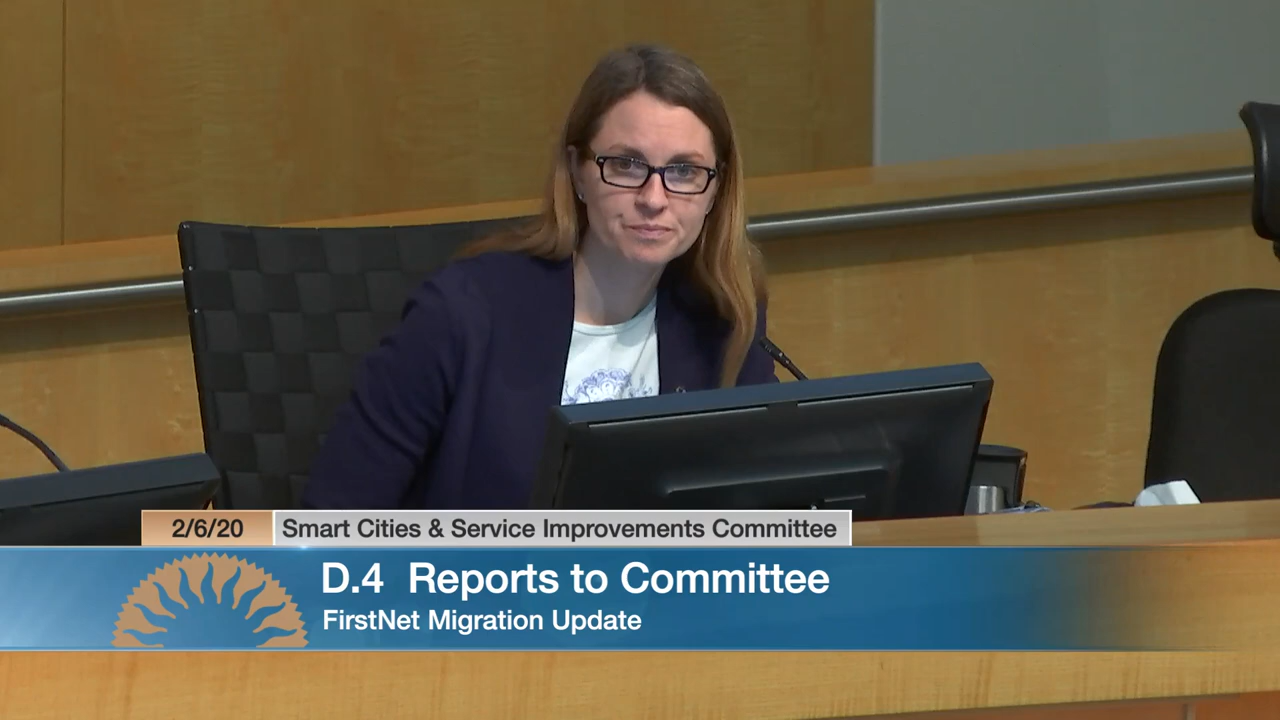 2/6/20 Smart Cities & Service Improvements Committee
D.4 Reports to Committee
FirstNet Migration Update